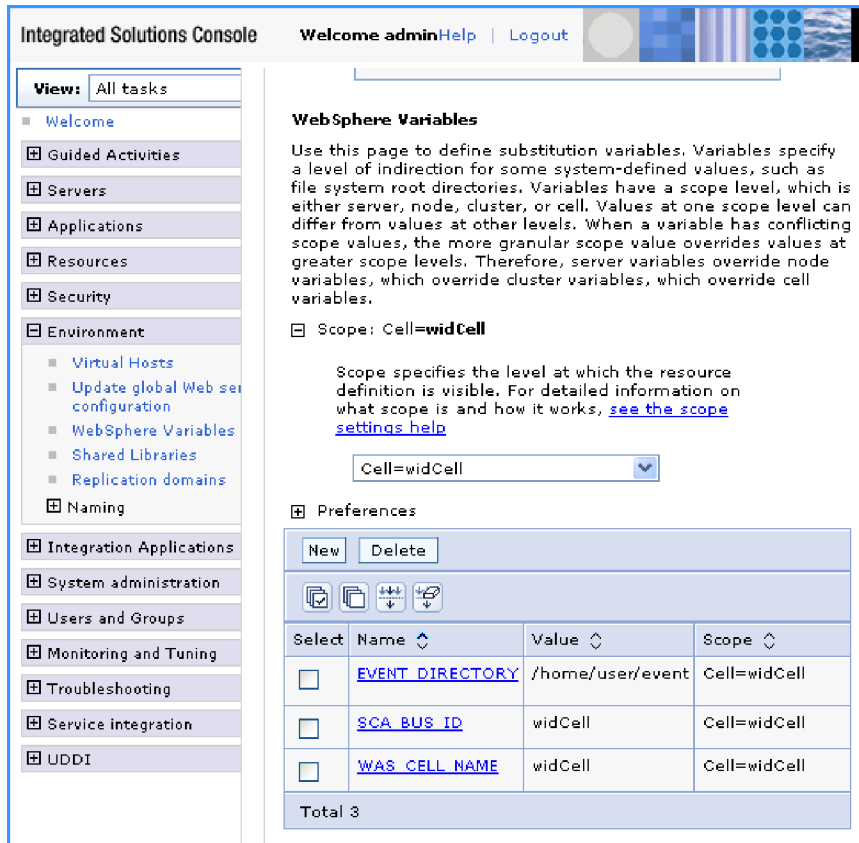 Integrated Solutions Console Welcome adminHelp | Logout
View: All tasks
Welcome
Guided Activities
Servers
Applications
Resources
Security
Environment
Virtual Hosts
Update global Web ser
configuration
WebSphere Variables
Shared Libraries
Replication domains
Naming
Integration Applications
System administration
Users and Groups
Monitoring and Tuning
Troubleshooting
Service integration
UDDI
WebSphere Variables
Use this page to define substitution variables. Variables specify
a level of indirection for some system-defined values, such as
file system root directories. Variables have a scope level, which is
either server, node, cluster, or cell. Values at one scope level can
differ from values at other levels. When a variable has conflicting
scope values, the more granular scope value overrides values at
greater scope levels. Therefore, server variables override node
variables, which override cluster variables, which override cell
variables.
Scope: Cell=widCell
Scope specifies the level at which the resource
definition is visible. For detailed information on
what scope is and how it works, see the scope
settings help
Cell=widCell
Preferences
New Delete
Select Name Value Scope
EVENT_DIRECTORY /home/user/event Cell=widCell
SCA_BUS_ID widCell Cell=widCell
WAS_CELL_NAME widCell Cell=widCell
Total 3